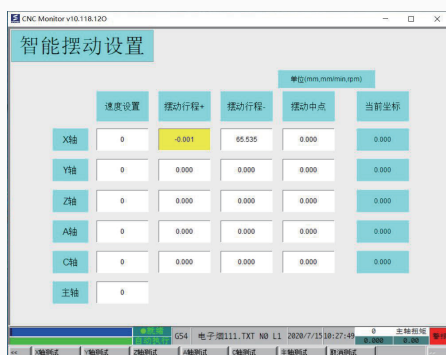 CNC Monitor v10.118.12O
智能摆动设置
单位(mm,mm/min,rpm)
速度设置 摆动行程+ 摆动行程- 摆动中点 当前坐标
X轴 0 -0.001 65.535 0.000 0.000
Y轴 0 0.000 0.000 0.000 0.000
Z轴 0 0.000 0.000 0.000 0.000
A轴 0 0.000 0.000 0.000 0.000
C轴 0 0.000 0.000 0.000 0.000
主轴 0
就绪 G54 电子烟111.TXT N0 L1 2020/7/15 10:27:49 0 主轴扭矩
0.000 0.00
<< X轴测试 Y轴测试 Z轴测试 A轴测试 C轴测试 主轴测试 取消测试